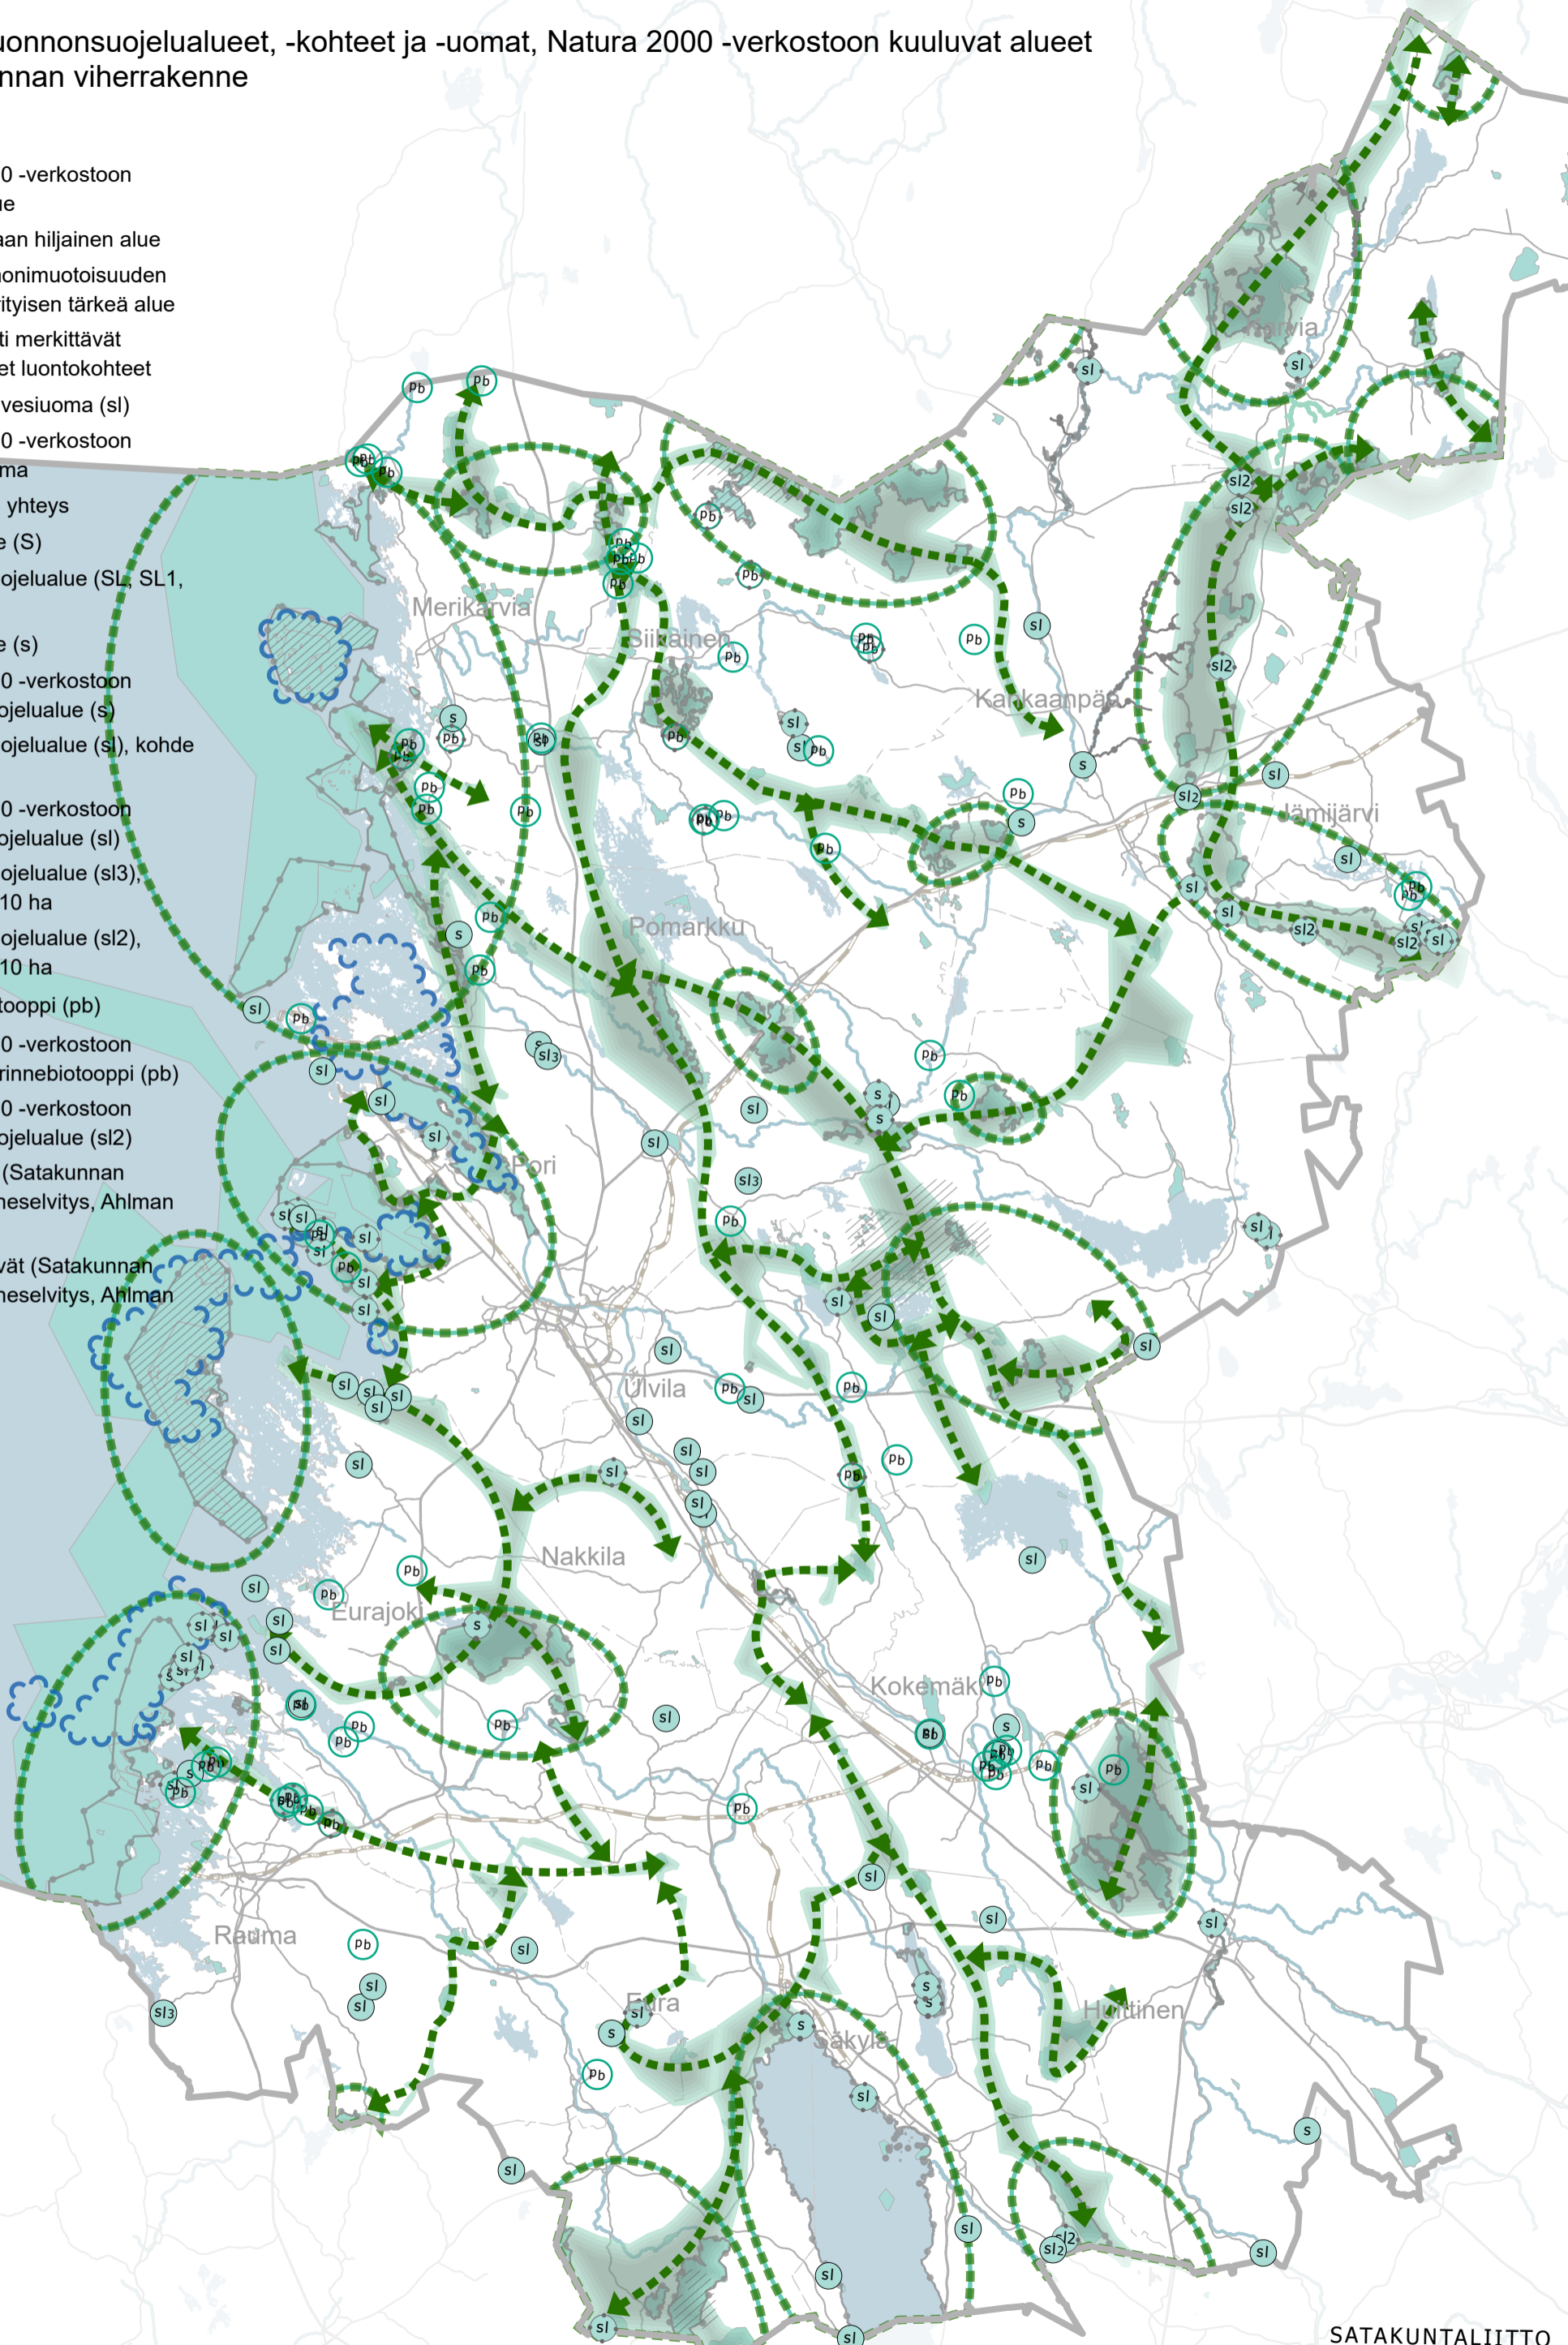 uonnonsuojelualueet, -kohteet ja -uomat, Natura 2000 -verkostoon kuuluvat alueet
nnan viherrakenne
0 -verkostoon
ue
aan hiljainen alue
onimuotoisuuden
rityisen tärkeä alue
ti merkittävät
et luontokohteet
vesiuoma (sl)
0 -verkostoon
ma
yhteys
e (S)
ojelualue (SL, SL1,
e (s)
0 -verkostoon
ojelualue (s)
ojelualue (sl), kohde
0 -verkostoon
ojelualue (sl)
ojelualue (sl3),
10 ha
ojelualue (sl2),
10 ha
tooppi (pb)
0 -verkostoon
rinnebiotooppi (pb)
0 -verkostoon
ojelualue (sl2)
(Satakunnan
neselvitys, Ahlman
vät (Satakunnan
neselvitys, Ahlman
Karvia
Merikarvia
Siikainen
Kankaanpää
Jämijärvi
Pomarkku
Pori
Ulvila
Nakkila
Eurajoki
Kokemäki
Rauma
Eura
Säkylä
Huittinen
SATAKUNTALIITTO